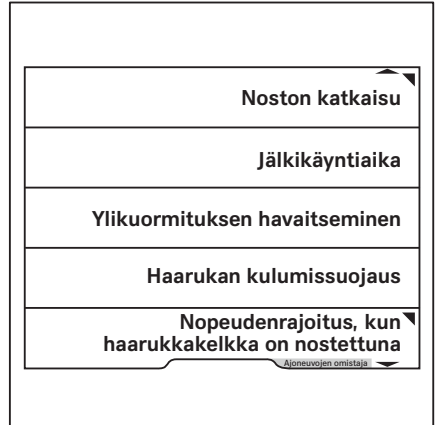 Noston katkaisu
Jälkikäyntiaika
Ylikuormituksen havaitseminen
Haarukan kulumissuojaus
Nopeudenrajoitus, kun
haarukkakelkka on nostettuna
Ajoneuvojen omistaja